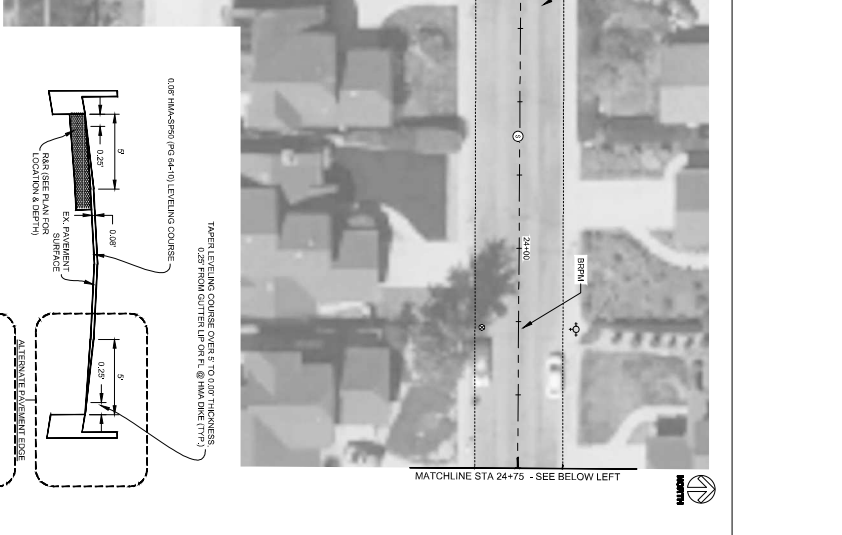 0.08' HMA-SP50 (PG 64-10) LEVELING COURSE
5'
0.25'
R&R (SEE PLAN FOR
LOCATION & DEPTH)
0.08'
EX. PAVEMENT
SURFACE
TAPER LEVELING COURSE OVER 5' TO 0.00' THICKNESS,
0.25' FROM GUTTER LIP OR FL @ HMA DIKE (TYP.)
5'
0.25'
ALTERNATE PAVEMENT EDGE
S
24+00
BRPM
MATCHLINE STA 24+75 - SEE BELOW LEFT
NORTH